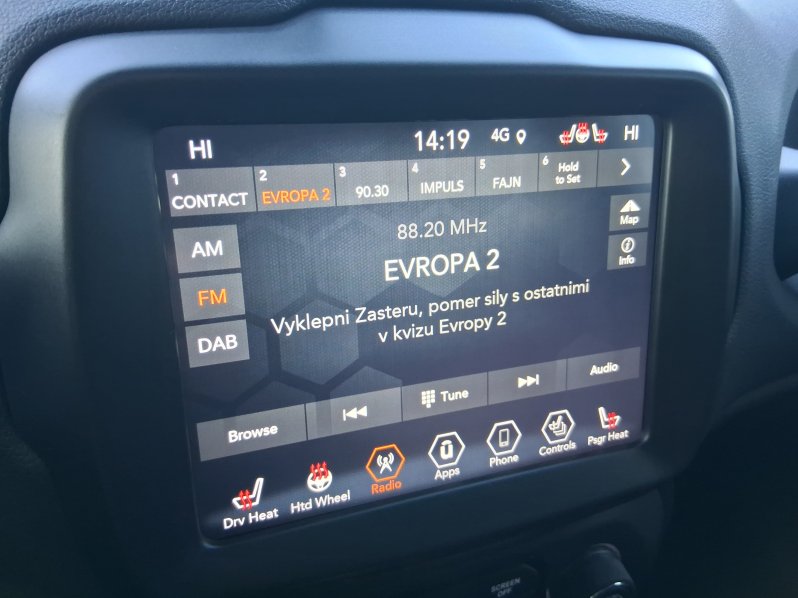 HI 14:19 4G HI
1 CONTACT
2 EVROPA 2
3 90.30
4 IMPULS
5 FAJN
6 Hold
to Set
AM
FM
DAB
88.20 MHz
EVROPA 2
Vyklepni Zasteru, pomer sily s ostatnimi
v kvizu Evropy 2
Map
Info
Browse
Tune
Audio
Drv Heat
Htd Wheel
Radio
Apps
Phone
Controls
Psgr Heat
SCREEN
OFF